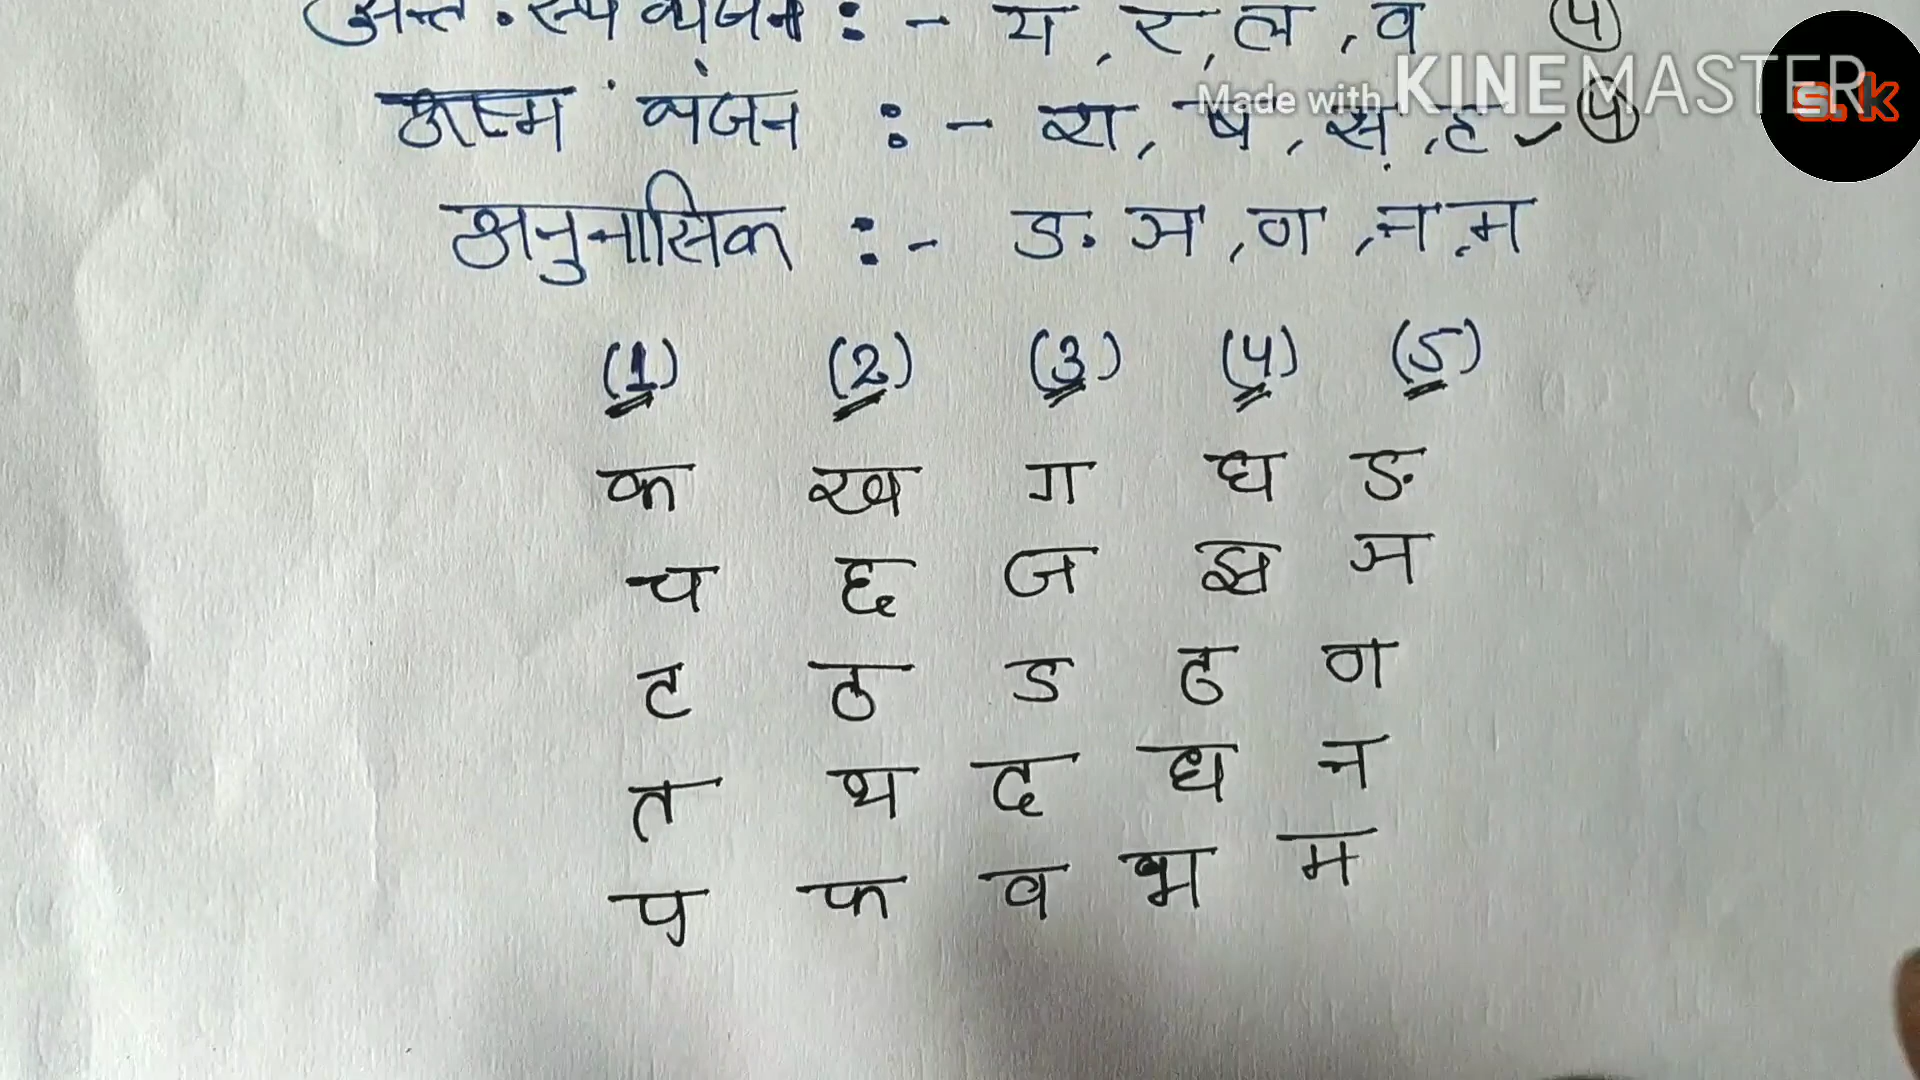 अन्त.स्थ व्यंजन :- य, र, ल, व (4)
Made with KINEMASTER
s.k
ऊष्म व्यंजन :- श, ष, स, ह - (4)
अनुनासिक :- ङ. ञ, ण, न, म
(1) (2) (3) (4) (5)
क ख ग घ ङ
च छ ज झ ञ
ट ठ ड ढ ण
त थ द ध न
प फ व भ म